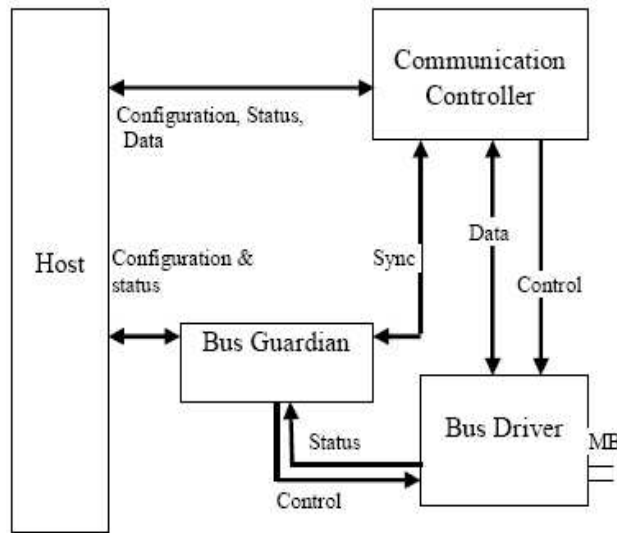 Communication
Controller
Configuration, Status,
Data
Host
Configuration &
status
Sync
Data
Control
Bus Guardian
Bus Driver
Status
Control